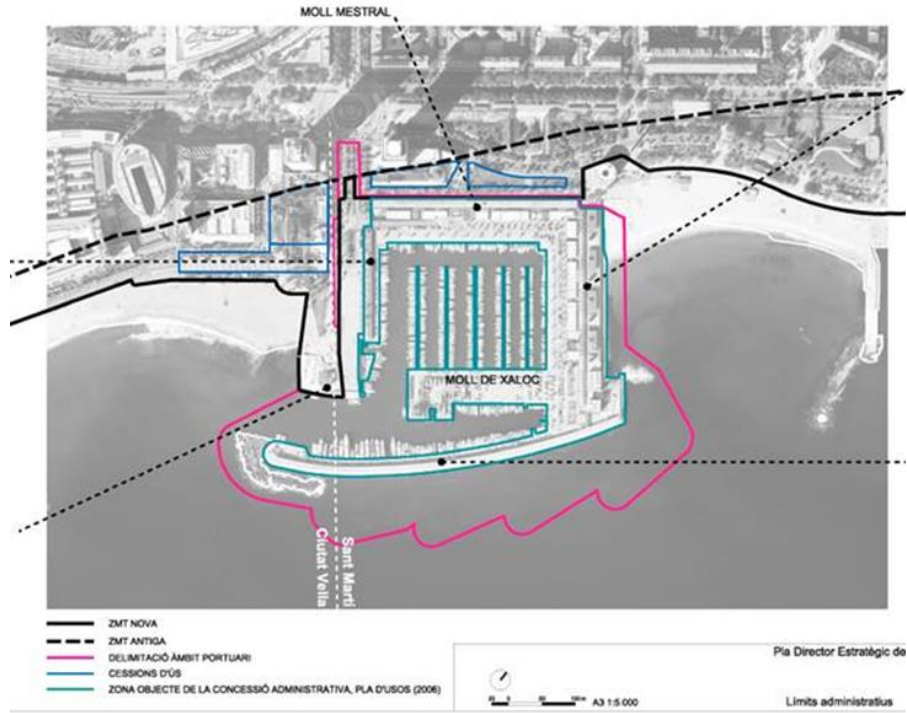 MOLL MESTRAL
MOLL DE XALOC
Ciutat Vella
Sant Martí
ZMT NOVA
ZMT ANTIGA
DELIMITACIÓ ÀMBIT PORTUARI
CESSIONS D'ÚS
ZONA OBJECTE DE LA CONCESSIÓ ADMINISTRATIVA, PLA D'USOS (2006)
Pla Director Estratègic de
A3 1:5 000
Límits administratius